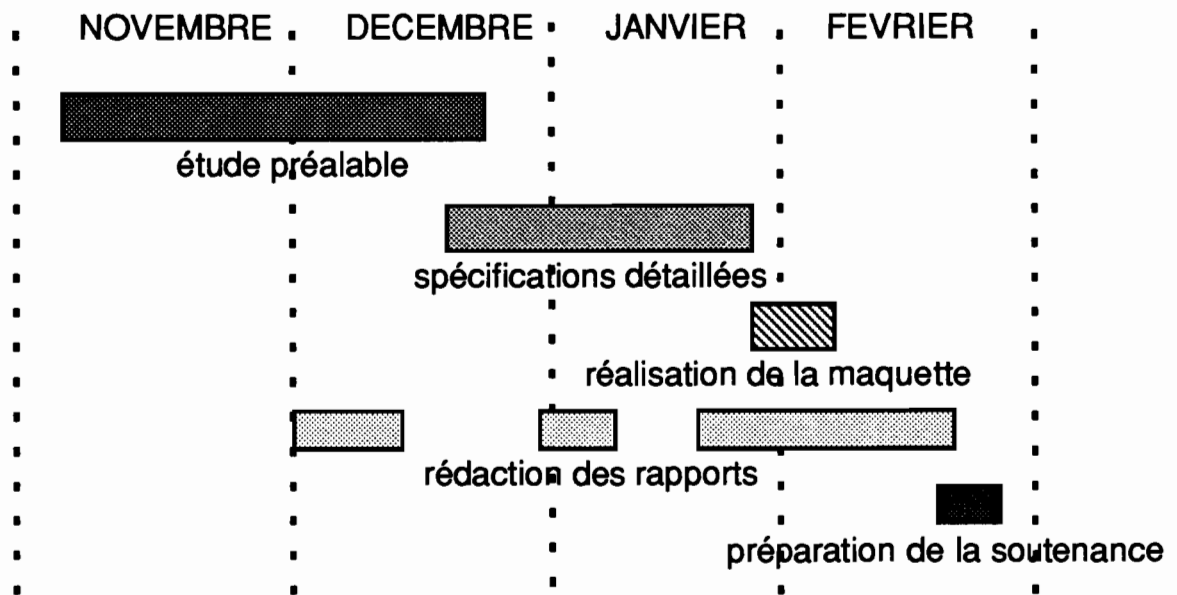 NOVEMBRE DECEMBRE JANVIER FEVRIER
étude préalable
spécifications détaillées
réalisation de la maquette
rédaction des rapports
préparation de la soutenance